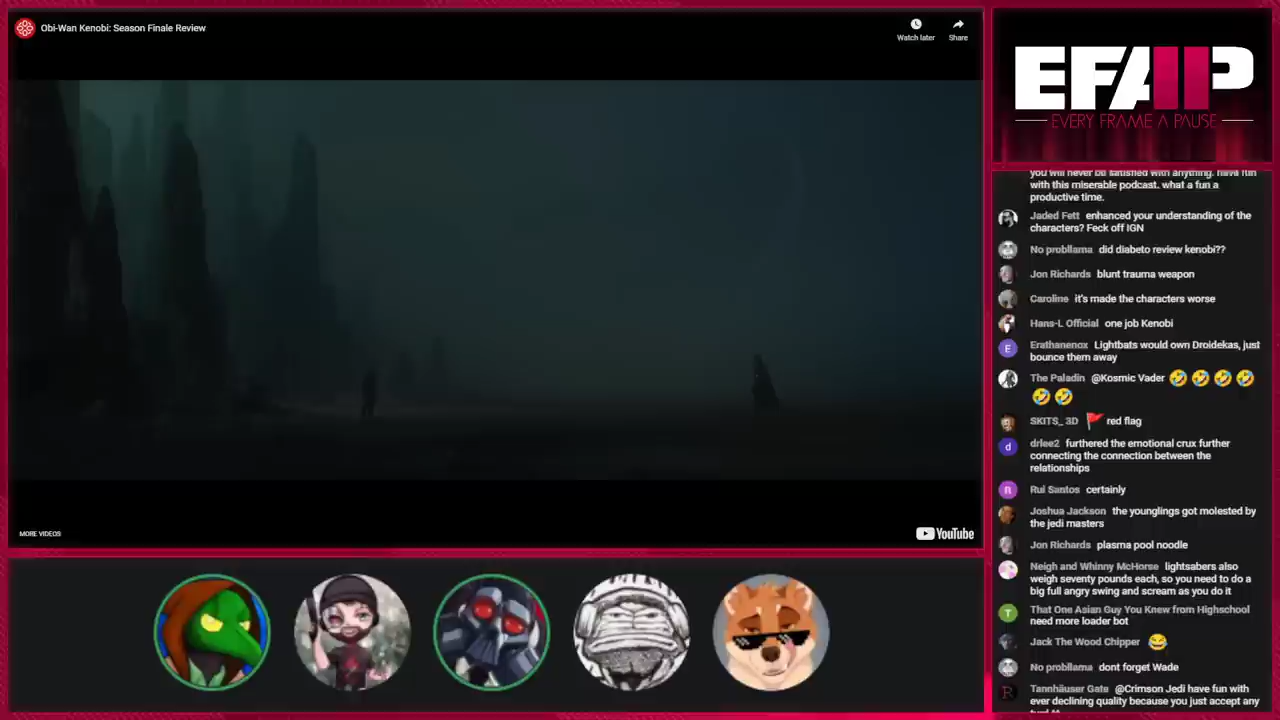 Obi-Wan Kenobi: Season Finale Review
Watch later
Share
MORE VIDEOS
YouTube
EFAP
EVERY FRAME A PAUSE
you will never be satisfied with anything. have fun
with this miserable podcast. what a fun a
productive time.
Jaded Fett enhanced your understanding of the
characters? Feck off IGN
No probllama did diabeto review kenobi??
Jon Richards blunt trauma weapon
Caroline it's made the characters worse
Hans-L Official one job Kenobi
Erathanenox Lightbats would own Droidekas, just
bounce them away
The Paladin @Kosmic Vader 🤣 🤣 🤣 🤣
🤣 🤣
SKITS_ 3D 🚩 red flag
drlee2 furthered the emotional crux further
connecting the connection between the
relationships
Rui Santos certainly
Joshua Jackson the younglings got molested by
the jedi masters
Jon Richards plasma pool noodle
Neigh and Whinny McHorse lightsabers also
weigh seventy pounds each, so you need to do a
big full angry swing and scream as you do it
That One Asian Guy You Knew from Highschool
need more loader bot
Jack The Wood Chipper 😂
No probllama dont forget Wade
Tannhäuser Gate @Crimson Jedi have fun with
ever declining quality because you just accept any